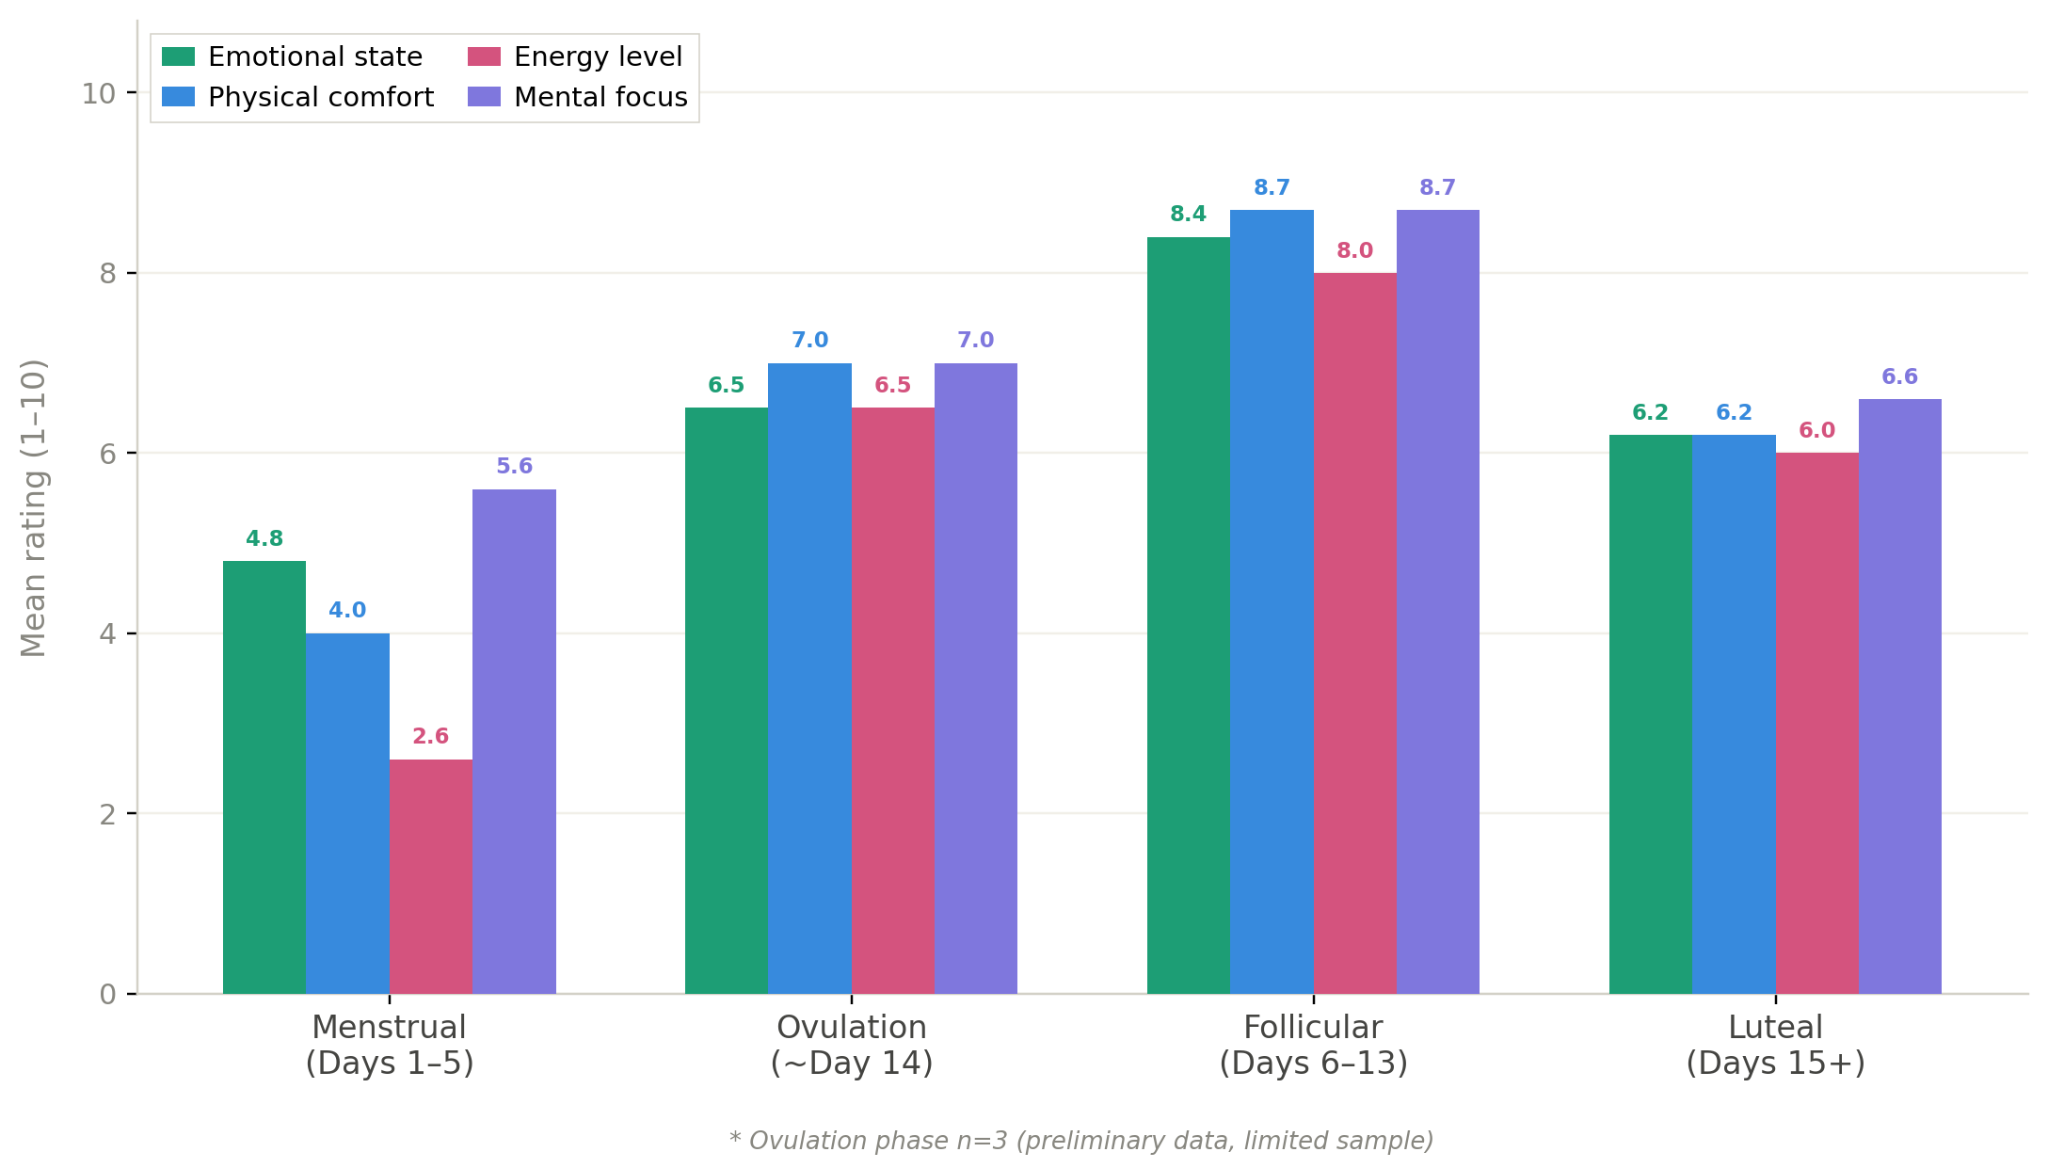 Emotional state
Physical comfort
Energy level
Mental focus
Mean rating (1–10)
10
8
6
4
2
0
4.8
4.0
2.6
5.6
6.5
7.0
6.5
7.0
8.4
8.7
8.0
8.7
6.2
6.2
6.0
6.6
Menstrual
(Days 1–5)
Ovulation
(~Day 14)
Follicular
(Days 6–13)
Luteal
(Days 15+)
* Ovulation phase n=3 (preliminary data, limited sample)